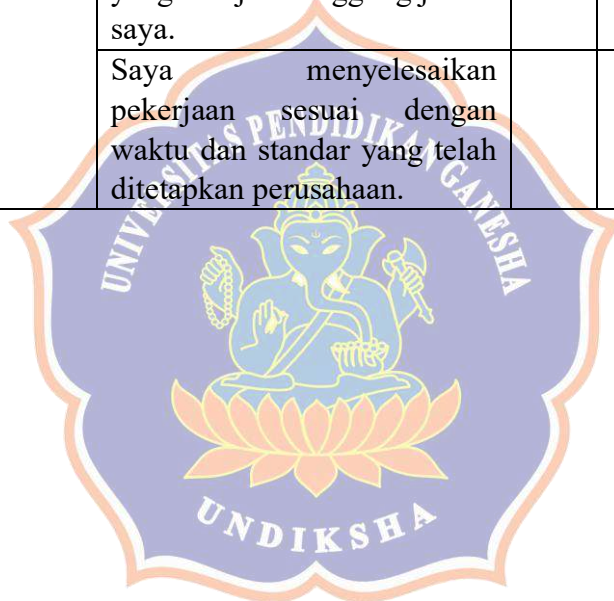 saya.
Saya menyelesaikan
pekerjaan sesuai dengan
waktu dan standar yang telah
ditetapkan perusahaan.
UNIVERSITAS PENDIDIKAN GANESHA
UNDIKSHA